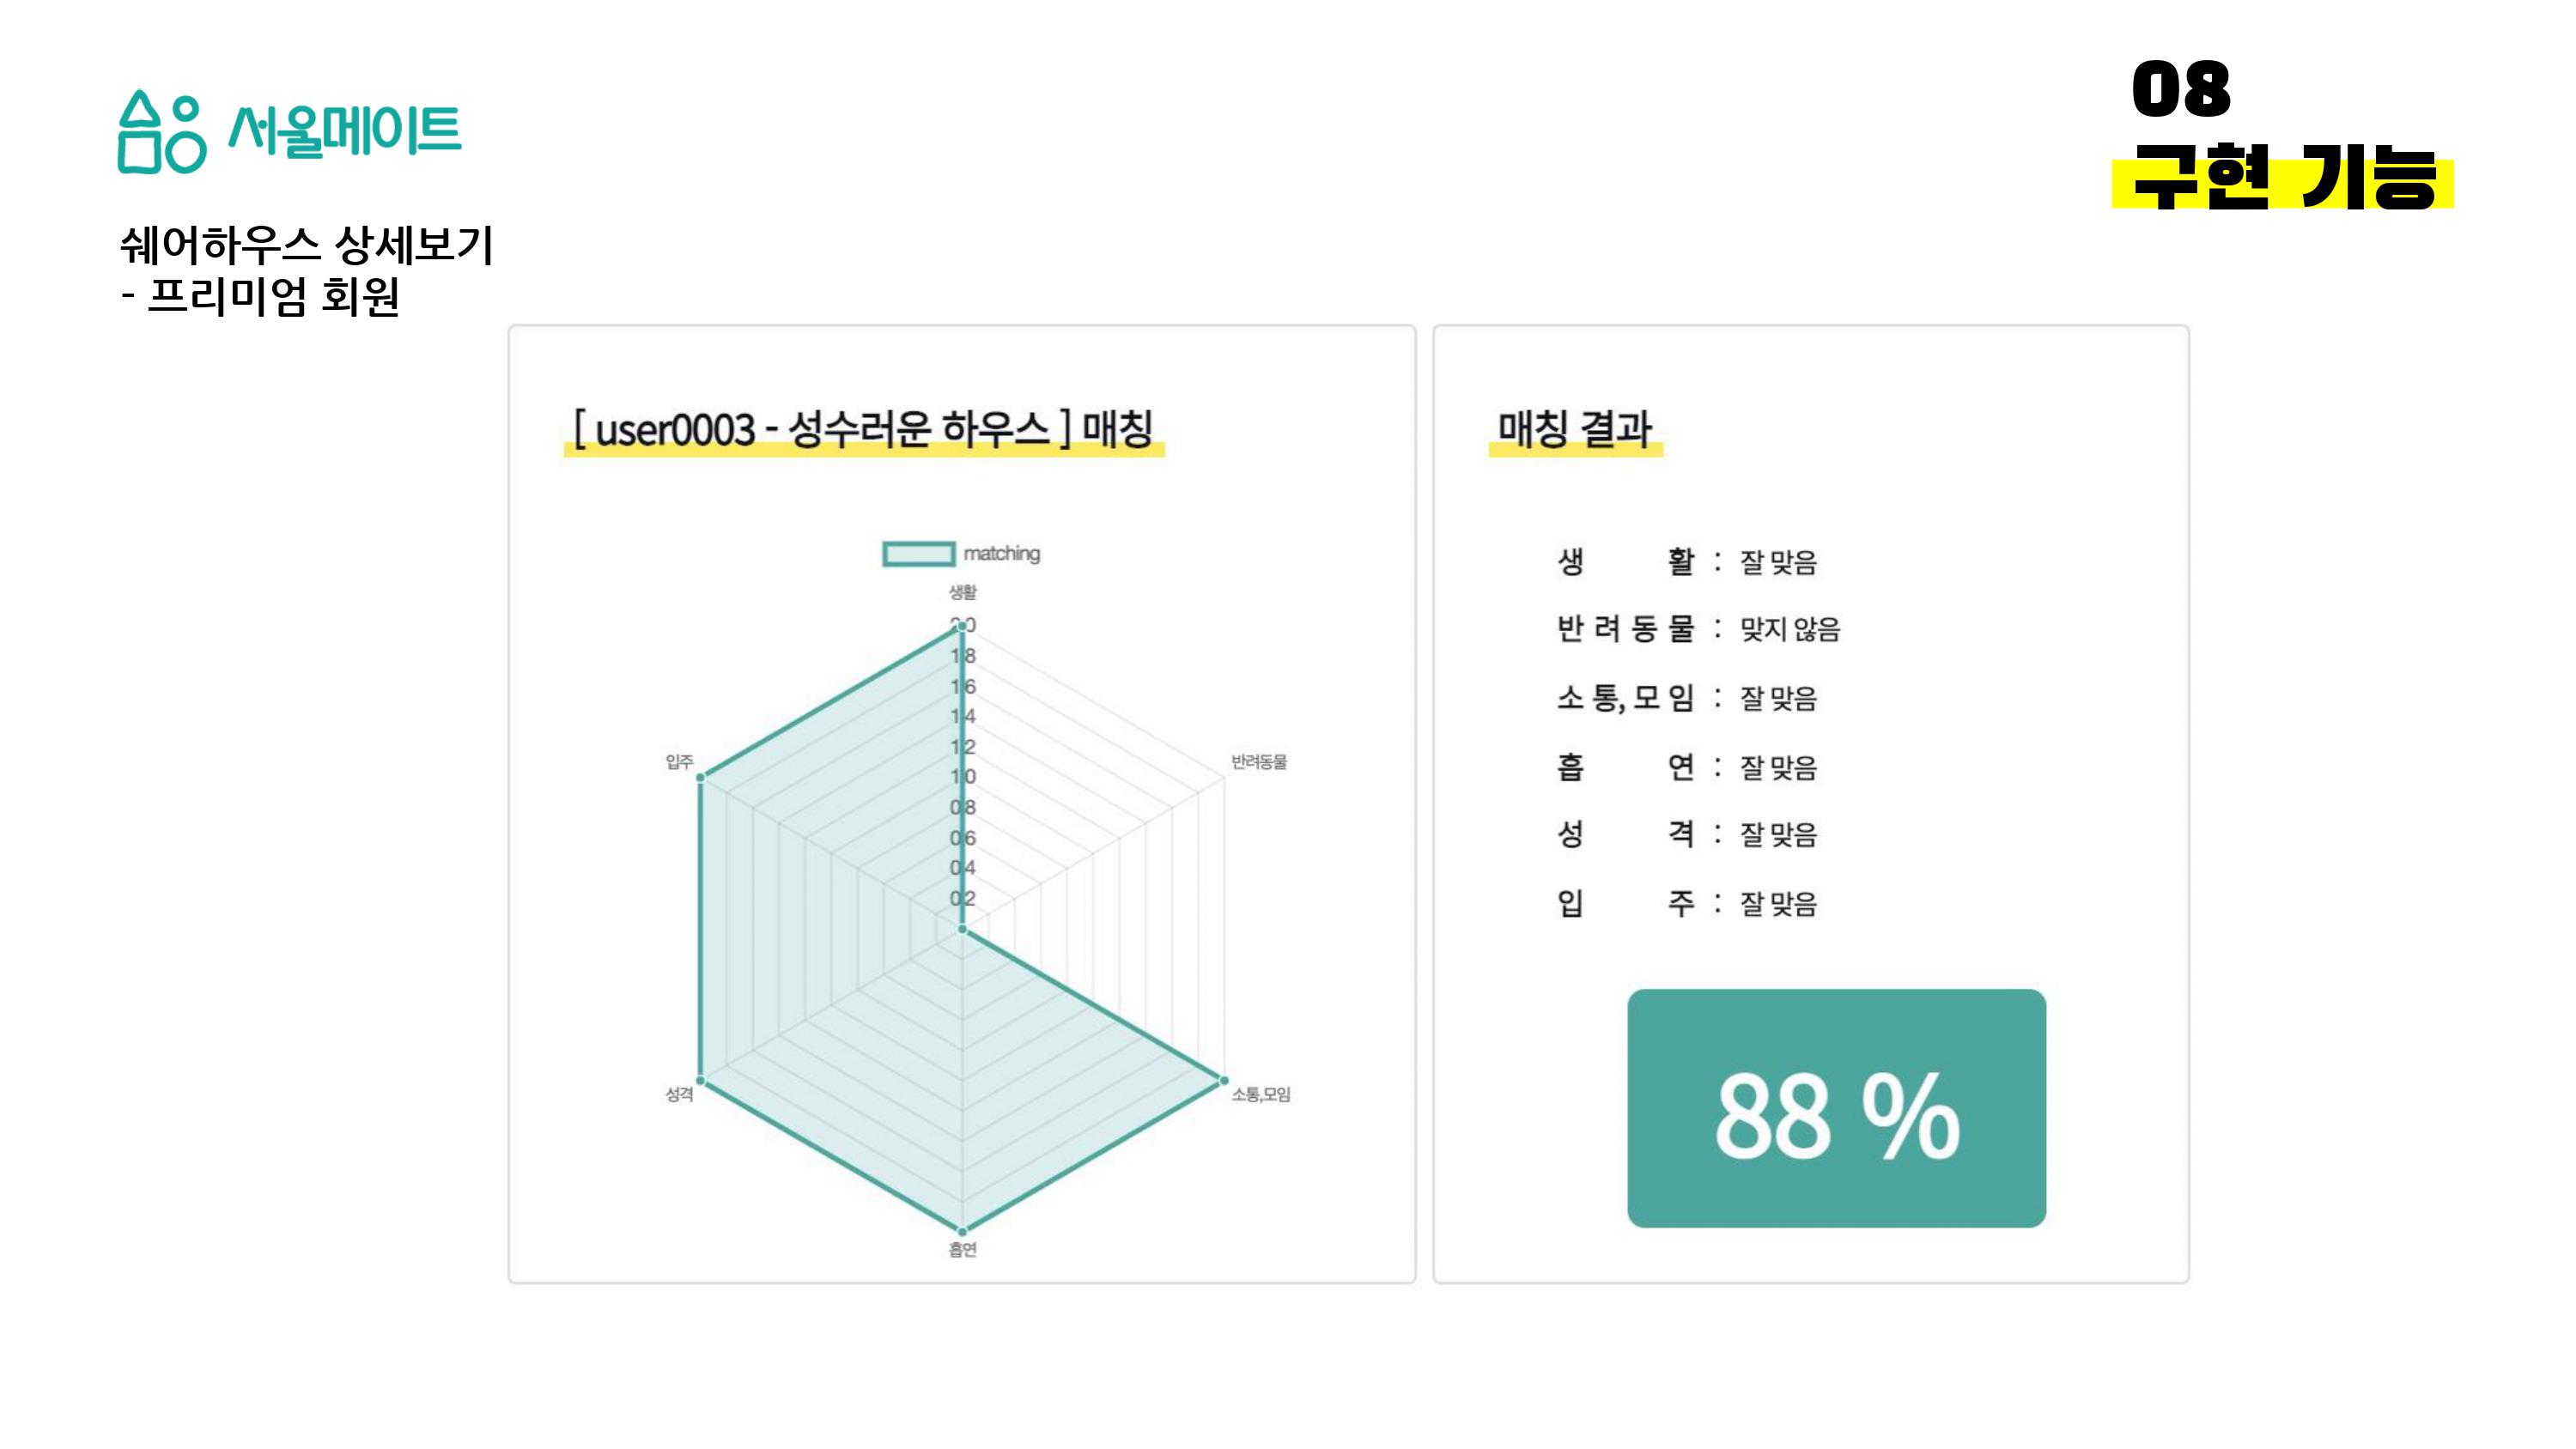 서울메이트
08
구현 기능
쉐어하우스 상세보기
- 프리미엄 회원
[ user0003 - 성수러운 하우스 ] 매칭
matching
생활
2.0
1.8
1.6
1.4
1.2
1.0
0.8
0.6
0.4
0.2
입주
반려동물
성격
소통,모임
흡연
매칭 결과
생 활 : 잘 맞음
반려동물 : 맞지 않음
소통,모임 : 잘 맞음
흡 연 : 잘 맞음
성 격 : 잘 맞음
입 주 : 잘 맞음
88 %